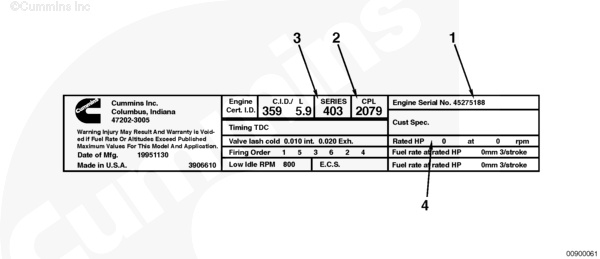 ©Cummins Inc.
3
2
1
Cummins
Cummins Inc.
Columbus, Indiana
47202-3005
Warning Injury May Result And Warranty Is Void-
ed if Fuel Rate Or Altitudes Exceed Published
Maximum Values For This Model And Application.
Date of Mfg. 19951130
Made in U.S.A. 3906610
Engine
Cert. I.D.
C.I.D./ L
359 5.9
SERIES
403
CPL
2079
Timing TDC
Valve lash cold 0.010 int. 0.020 Exh.
Firing Order 1 5 3 6 2 4
Low Idle RPM 800 E.C.S.
Engine Serial No. 45275188
Cust Spec.
Rated HP 0 at 0 rpm
Fuel rate at rated HP 0mm 3/stroke
Fuel rate at rated HP 0mm 3/stroke
4
00900061
Cummins